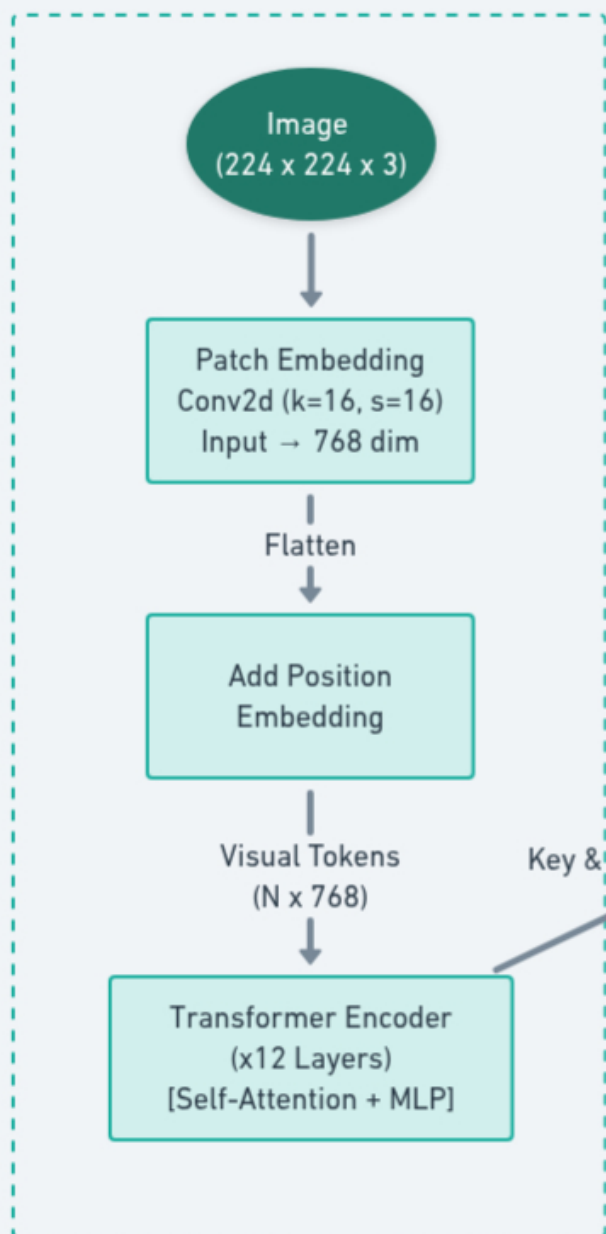 Image
(224 x 224 x 3)
Patch Embedding
Conv2d (k=16, s=16)
Input → 768 dim
Flatten
Add Position
Embedding
Visual Tokens
(N x 768)
Key &
Transformer Encoder
(x12 Layers)
[Self-Attention + MLP]